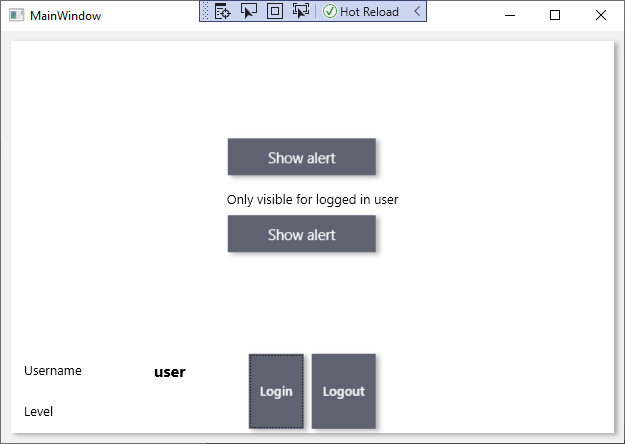 MainWindow
Hot Reload
Show alert
Only visible for logged in user
Show alert
Username user
Login Logout
Level